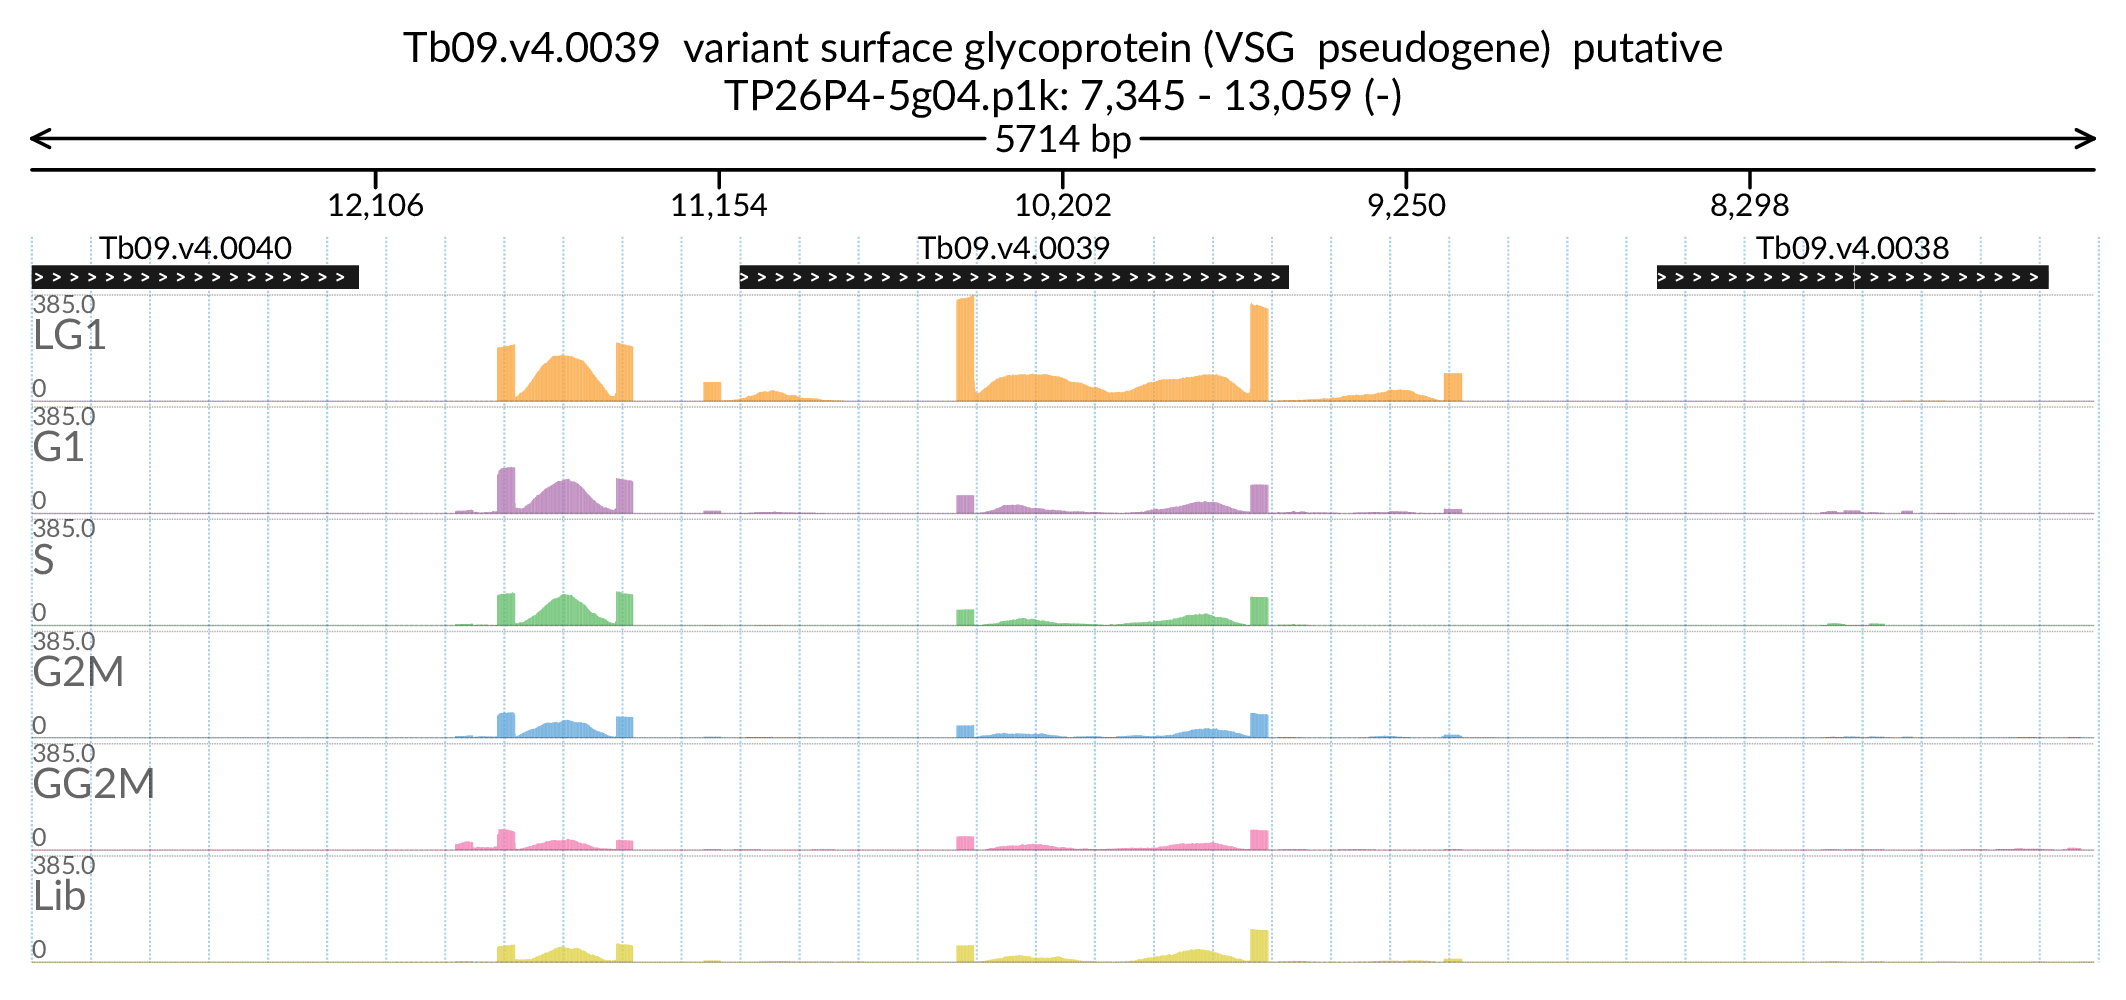 Tb09.v4.0039  variant surface glycoprotein (VSG  pseudogene)  putative
TP26P4-5g04.p1k: 7,345 - 13,059 (-)
5714 bp
12,106 11,154 10,202 9,250 8,298
Tb09.v4.0040 Tb09.v4.0039 Tb09.v4.0038
385.0
LG1
0
385.0
G1
0
385.0
S
0
385.0
G2M
0
385.0
GG2M
0
385.0
Lib
0